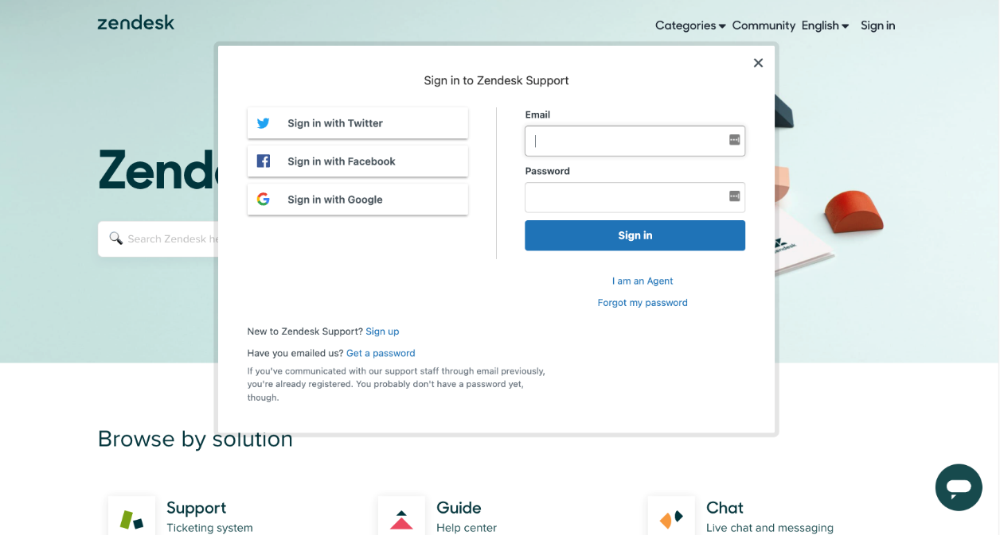 zendesk
Categories Community English Sign in
Sign in to Zendesk Support
Sign in with Twitter
Sign in with Facebook
Sign in with Google
Email
Password
Sign in
I am an Agent
Forgot my password
New to Zendesk Support? Sign up
Have you emailed us? Get a password
If you've communicated with our support staff through email previously,
you're already registered. You probably don't have a password yet,
though.
Zend
Search Zendesk he
zendesk
Browse by solution
Support
Ticketing system
Guide
Help center
Chat
Live chat and messaging